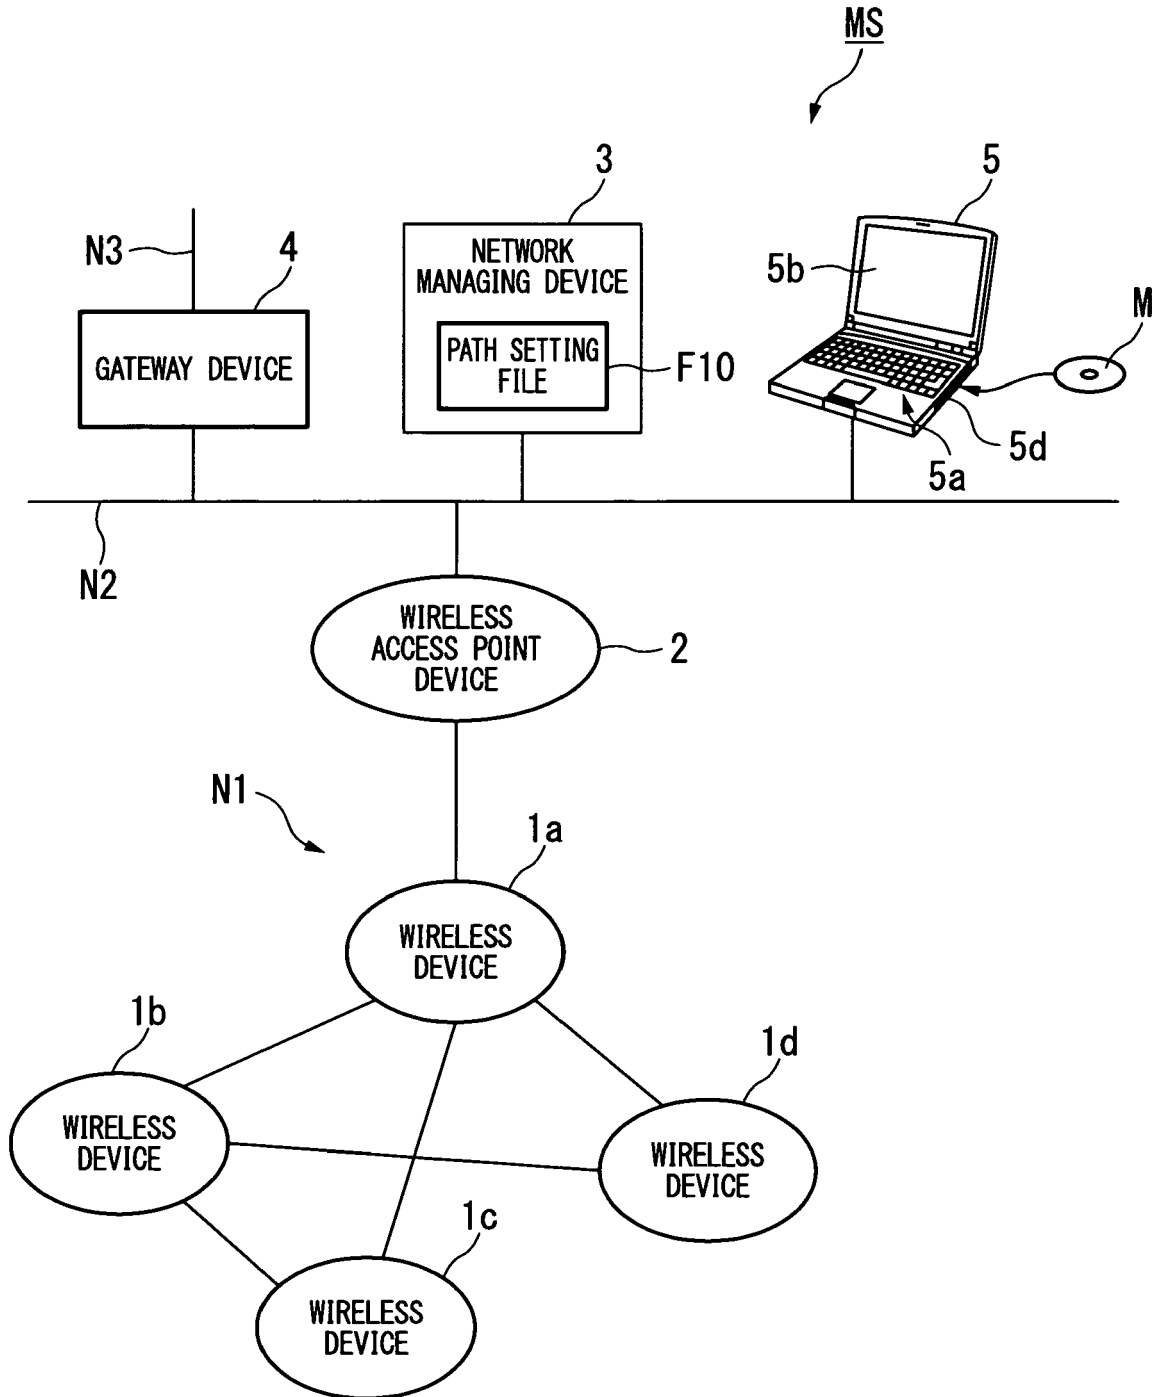 MS
3
5
N3
4
NETWORK
MANAGING DEVICE
5b
M
GATEWAY DEVICE
PATH SETTING
FILE
F10
5d
5a
N2
WIRELESS
ACCESS POINT
DEVICE
2
N1
1a
WIRELESS
DEVICE
1b
1d
WIRELESS
DEVICE
WIRELESS
DEVICE
1c
WIRELESS
DEVICE